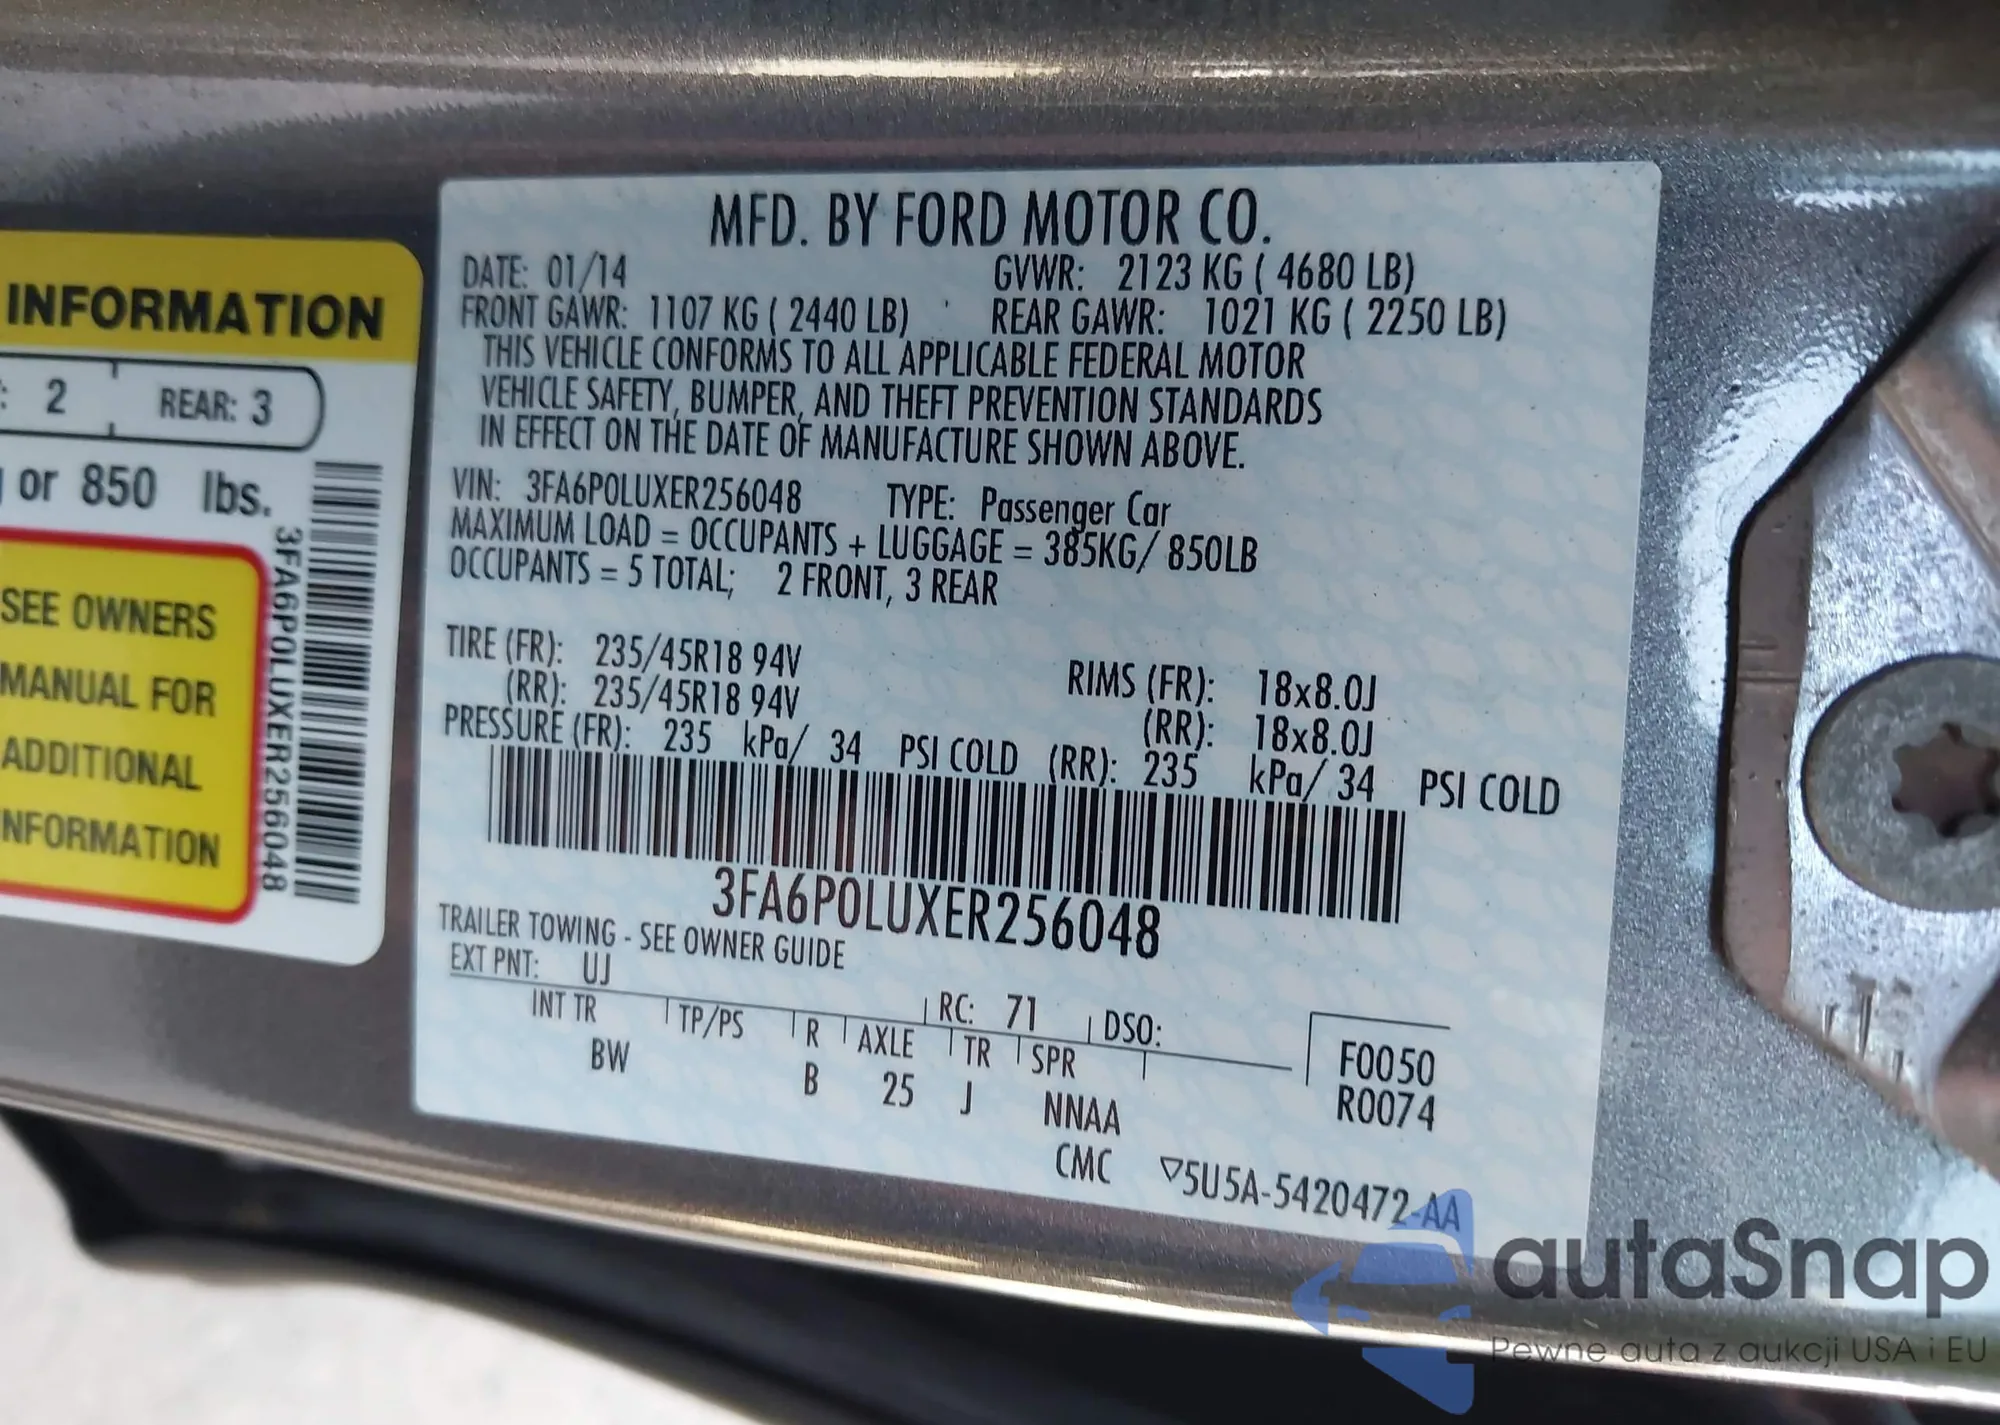 INFORMATION
: 2 REAR: 3
or 850 lbs.
SEE OWNERS
MANUAL FOR
ADDITIONAL
INFORMATION
3FA6P0LUXER256048
MFD. BY FORD MOTOR CO.
DATE: 01/14 GVWR: 2123 KG ( 4680 LB)
FRONT GAWR: 1107 KG ( 2440 LB) REAR GAWR: 1021 KG ( 2250 LB)
THIS VEHICLE CONFORMS TO ALL APPLICABLE FEDERAL MOTOR
VEHICLE SAFETY, BUMPER, AND THEFT PREVENTION STANDARDS
IN EFFECT ON THE DATE OF MANUFACTURE SHOWN ABOVE.
VIN: 3FA6P0LUXER256048 TYPE: Passenger Car
MAXIMUM LOAD = OCCUPANTS + LUGGAGE = 385KG/ 850LB
OCCUPANTS = 5 TOTAL; 2 FRONT, 3 REAR
TIRE (FR): 235/45R18 94V RIMS (FR): 18x8.0J
(RR): 235/45R18 94V (RR): 18x8.0J
PRESSURE (FR): 235 kPa/ 34 PSI COLD (RR): 235 kPa/ 34 PSI COLD
3FA6P0LUXER256048
TRAILER TOWING - SEE OWNER GUIDE
EXT PNT: UJ RC: 71 DSO:
INT TR TP/PS R AXLE TR SPR F0050
BW B 25 J NNAA R0074
CMC ▽5U5A-5420472-AA
autaSnap
Pewne auta z aukcji USA i EU